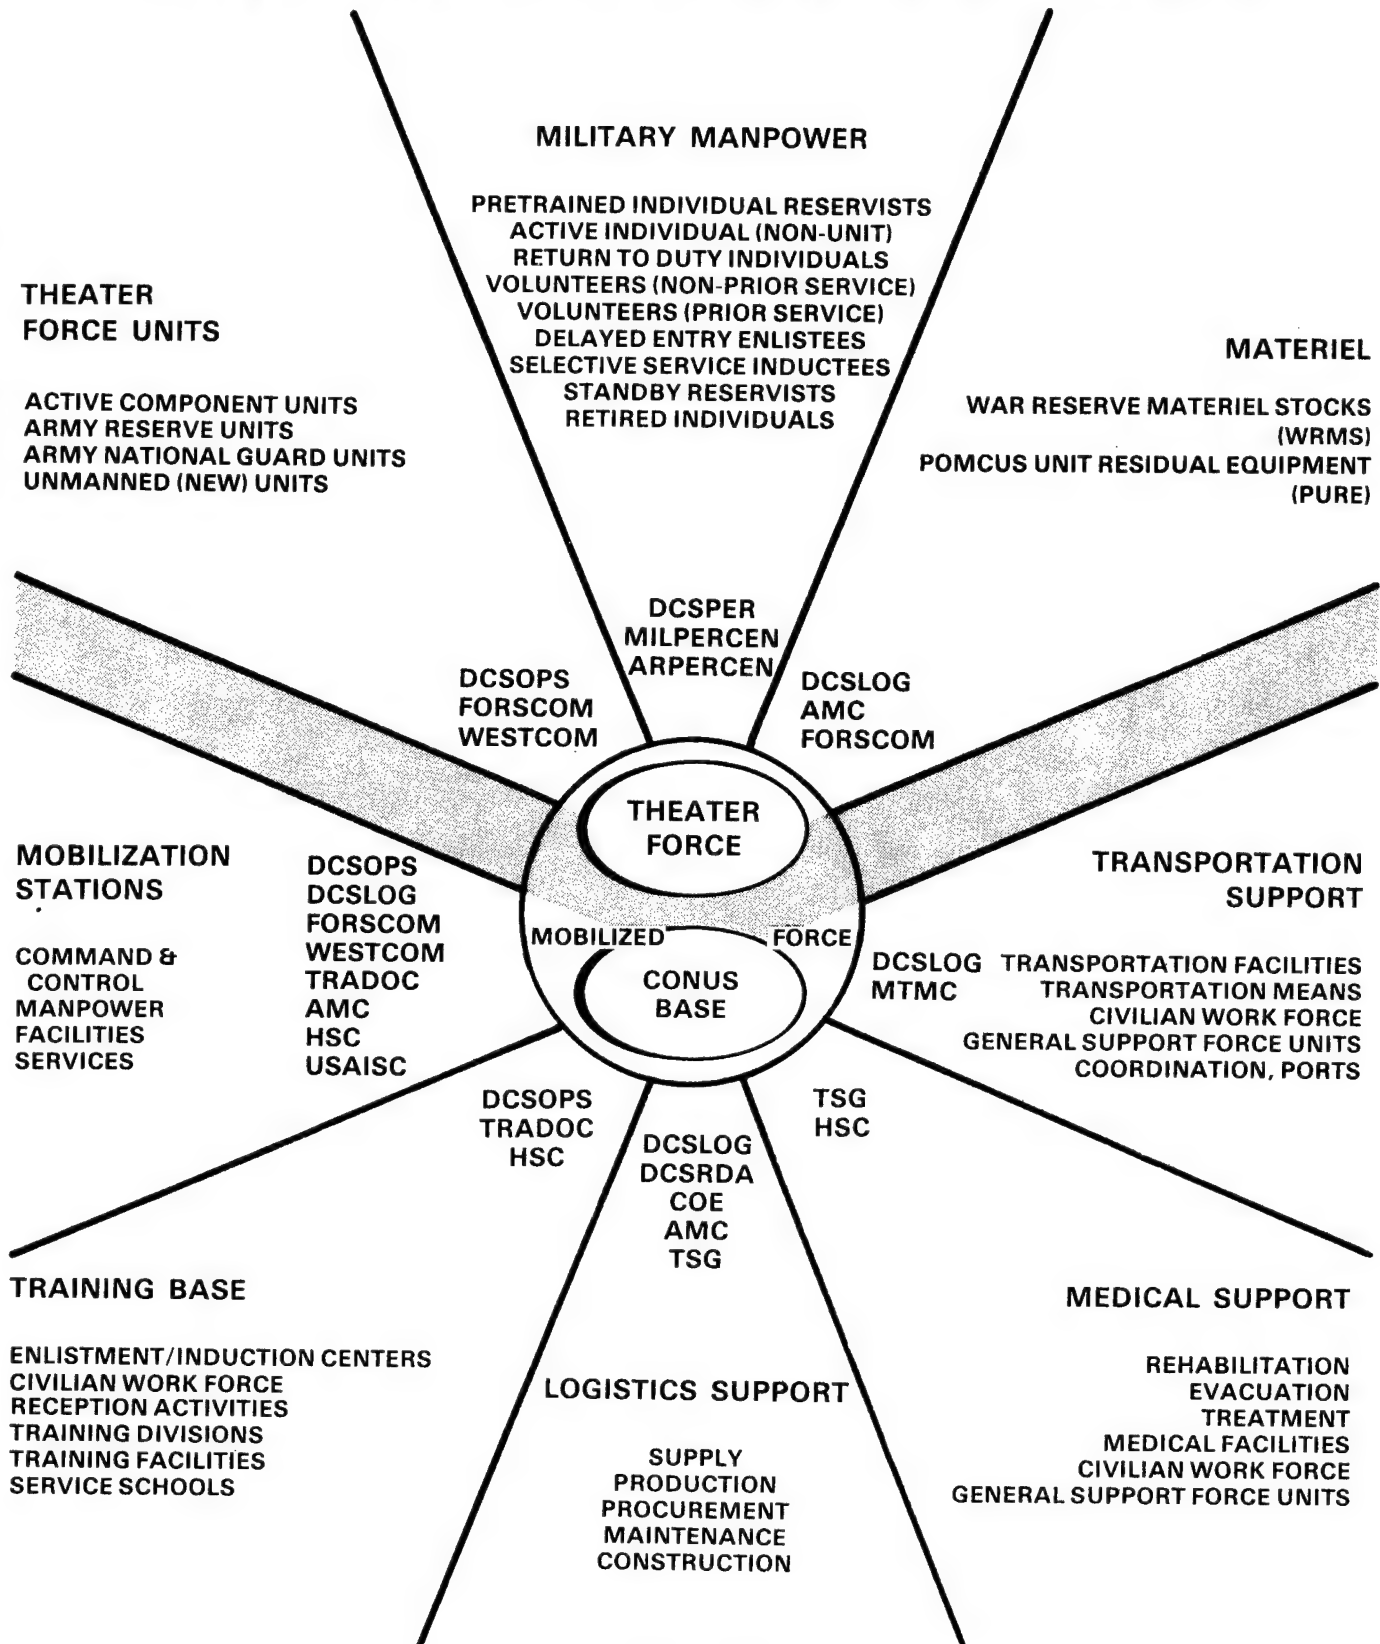 MILITARY MANPOWER
PRETRAINED INDIVIDUAL RESERVISTS
ACTIVE INDIVIDUAL (NON-UNIT)
RETURN TO DUTY INDIVIDUALS
VOLUNTEERS (NON-PRIOR SERVICE)
VOLUNTEERS (PRIOR SERVICE)
DELAYED ENTRY ENLISTEES
SELECTIVE SERVICE INDUCTEES
STANDBY RESERVISTS
RETIRED INDIVIDUALS
DCSPER
MILPERCEN
ARPERCEN
THEATER
FORCE UNITS
ACTIVE COMPONENT UNITS
ARMY RESERVE UNITS
ARMY NATIONAL GUARD UNITS
UNMANNED (NEW) UNITS
DCSOPS
FORSCOM
WESTCOM
MATERIEL
WAR RESERVE MATERIEL STOCKS
(WRMS)
POMCUS UNIT RESIDUAL EQUIPMENT
(PURE)
DCSLOG
AMC
FORSCOM
THEATER
FORCE
MOBILIZED FORCE
CONUS
BASE
MOBILIZATION
STATIONS
COMMAND &
CONTROL
MANPOWER
FACILITIES
SERVICES
DCSOPS
DCSLOG
FORSCOM
WESTCOM
TRADOC
AMC
HSC
USAISC
TRANSPORTATION
SUPPORT
DCSLOG
MTMC
TRANSPORTATION FACILITIES
TRANSPORTATION MEANS
CIVILIAN WORK FORCE
GENERAL SUPPORT FORCE UNITS
COORDINATION, PORTS
DCSOPS
TRADOC
HSC
TRAINING BASE
ENLISTMENT/INDUCTION CENTERS
CIVILIAN WORK FORCE
RECEPTION ACTIVITIES
TRAINING DIVISIONS
TRAINING FACILITIES
SERVICE SCHOOLS
DCSLOG
DCSRDA
COE
AMC
TSG
LOGISTICS SUPPORT
SUPPLY
PRODUCTION
PROCUREMENT
MAINTENANCE
CONSTRUCTION
TSG
HSC
MEDICAL SUPPORT
REHABILITATION
EVACUATION
TREATMENT
MEDICAL FACILITIES
CIVILIAN WORK FORCE
GENERAL SUPPORT FORCE UNITS